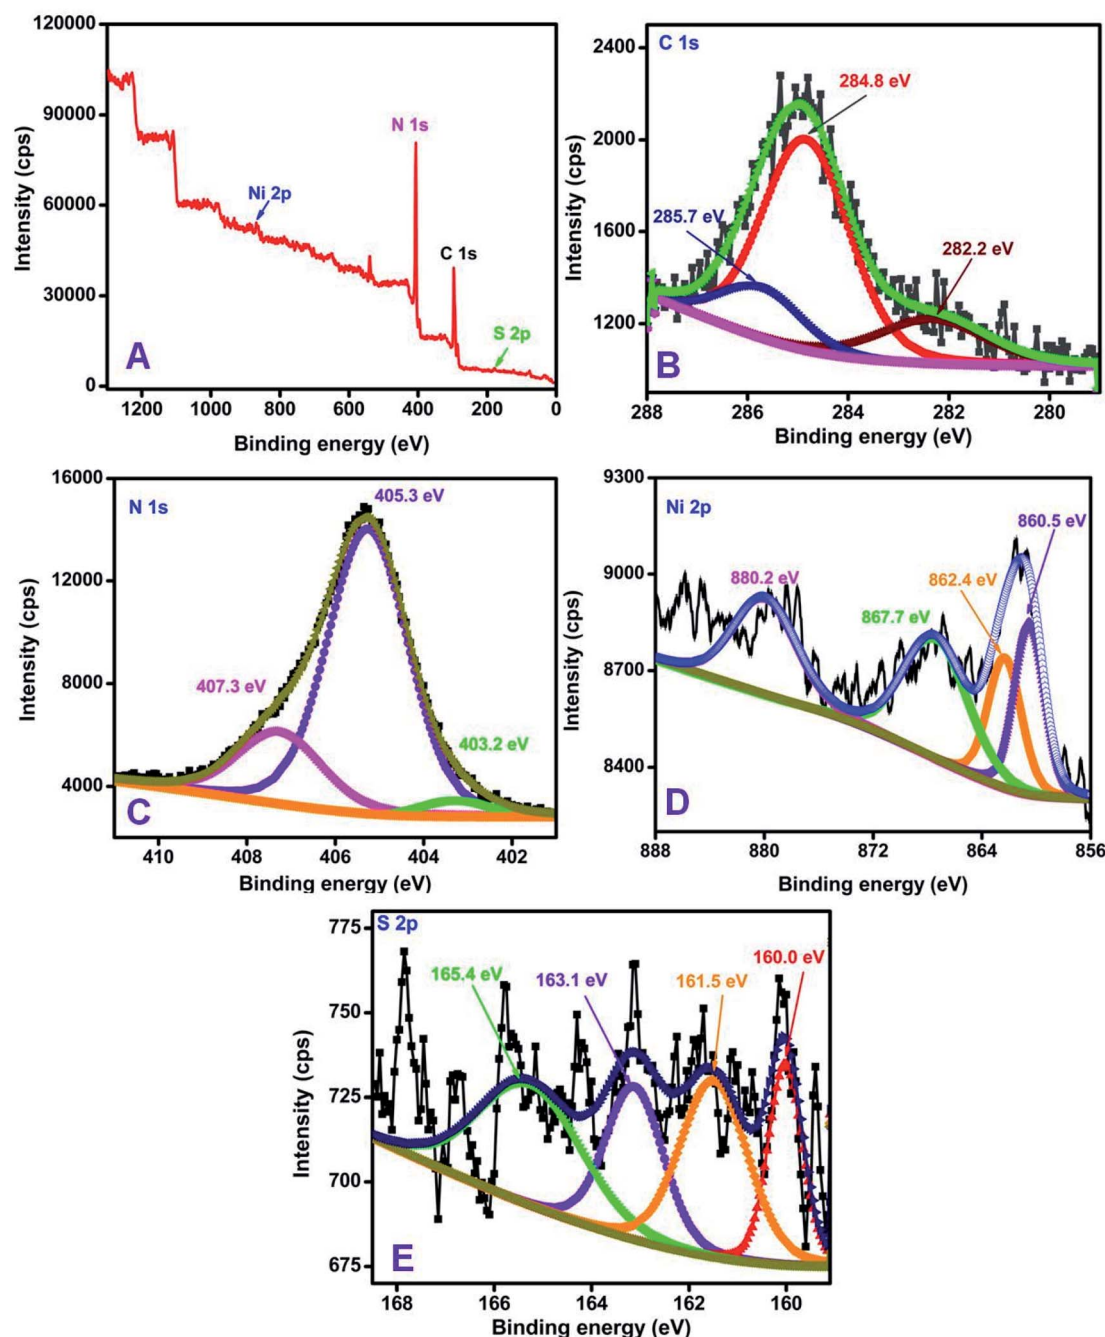 120000
90000
60000
30000
0
Intensity (cps)
N 1s
Ni 2p
C 1s
S 2p
A
1200 1000 800 600 400 200 0
Binding energy (eV)
C 1s
2400
2000
1600
1200
Intensity (cps)
284.8 eV
285.7 eV
282.2 eV
B
288 286 284 282 280
Binding energy (eV)
N 1s
16000
12000
8000
4000
Intensity (cps)
405.3 eV
407.3 eV
403.2 eV
C
410 408 406 404 402
Binding energy (eV)
Ni 2p
9300
9000
8700
8400
Intensity (cps)
860.5 eV
880.2 eV
862.4 eV
867.7 eV
D
888 880 872 864 856
Binding energy (eV)
S 2p
775
750
725
700
675
Intensity (cps)
165.4 eV
163.1 eV
161.5 eV
160.0 eV
E
168 166 164 162 160
Binding energy (eV)